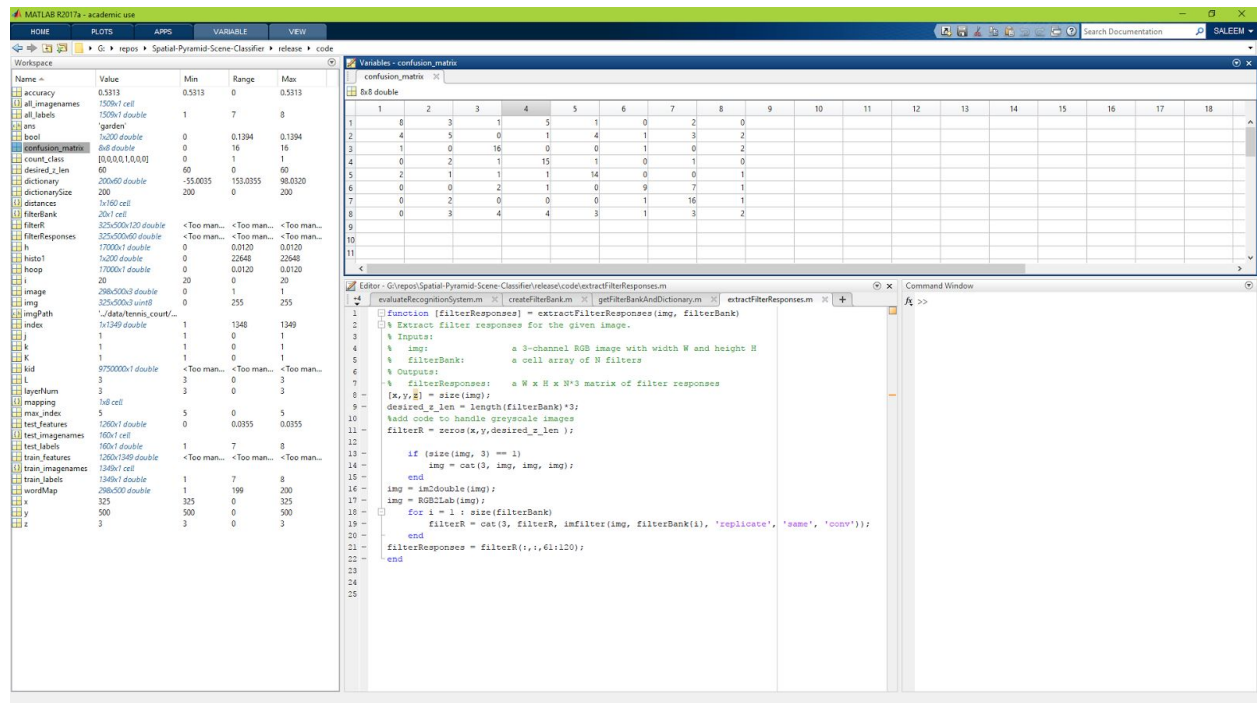 MATLAB R2017a - academic use
HOME PLOTS APPS VARIABLE VIEW Search Documentation SALEEM
G: ▸ repos ▸ Spatial-Pyramid-Scene-Classifier ▸ release ▸ code
Workspace
Name Value Min Range Max
accuracy 0.5313 0.5313 0 0.5313
all_imagenames 1509x1 cell
all_labels 1509x1 double 1 7 8
ans 'garden'
bool 1x200 double 0 0.1394 0.1394
confusion_matrix 8x8 double 0 16 16
count_class [0,0,0,0,1,0,0,0] 0 1 1
desired_z_len 60 60 0 60
dictionary 200x60 double -55.0035 153.0355 98.0320
dictionarySize 200 200 0 200
distances 1x160 cell
filterBank 20x1 cell
filterR 325x500x120 double <Too man... <Too man... <Too man...
filterResponses 325x500x60 double <Too man... <Too man... <Too man...
h 17000x1 double 0 0.0120 0.0120
histo1 1x200 double 0 22648 22648
hoop 17000x1 double 0 0.0120 0.0120
i 20 20 0 20
image 298x500x3 double 0 1 1
img 325x500x3 uint8 0 255 255
imgPath '../data/tennis_court/...
index 1x1349 double 1 1348 1349
j 1 1 0 1
k 1 1 0 1
K 1 1 0 1
kid 9750000x1 double <Too man... <Too man... <Too man...
L 3 3 0 3
layerNum 3 3 0 3
mapping 1x8 cell
max_index 5 5 0 5
test_features 1260x1 double 0 0.0355 0.0355
test_imagenames 160x1 cell
test_labels 160x1 double 1 7 8
train_features 1260x1349 double <Too man... <Too man... <Too man...
train_imagenames 1349x1 cell
train_labels 1349x1 double 1 7 8
wordMap 298x500 double 1 199 200
x 325 325 0 325
y 500 500 0 500
z 3 3 0 3
Variables - confusion_matrix
confusion_matrix
8x8 double
1 2 3 4 5 6 7 8 9 10 11 12 13 14 15 16 17 18
1 8 3 1 5 1 0 2 0
2 4 5 0 1 4 1 3 2
3 1 0 16 0 0 1 0 2
4 0 2 1 15 1 0 1 0
5 2 1 1 1 14 0 0 1
6 0 0 2 1 0 9 7 1
7 0 2 0 0 0 1 16 1
8 0 3 4 4 3 1 3 2
9
10
11
Editor - G:\repos\Spatial-Pyramid-Scene-Classifier\release\code\extractFilterResponses.m
+4 evaluateRecognitionSystem.m createFilterBank.m getFilterBankAndDictionary.m extractFilterResponses.m +
1 function [filterResponses] = extractFilterResponses(img, filterBank)
2 % Extract filter responses for the given image.
3 % Inputs:
4 % img: a 3-channel RGB image with width W and height H
5 % filterBank: a cell array of N filters
6 % Outputs:
7 % filterResponses: a W x H x N*3 matrix of filter responses
8 - [x,y,z] = size(img);
9 - desired_z_len = length(filterBank)*3;
10 %add code to handle greyscale images
11 - filterR = zeros(x,y,desired_z_len );
12
13 - if (size(img, 3) == 1)
14 - img = cat(3, img, img, img);
15 - end
16 - img = im2double(img);
17 - img = RGB2Lab(img);
18 - for i = 1 : size(filterBank)
19 - filterR = cat(3, filterR, imfilter(img, filterBank{i}, 'replicate', 'same', 'conv'));
20 - end
21 - filterResponses = filterR(:,:,61:120);
22 - end
23
24
25
Command Window
fx >>